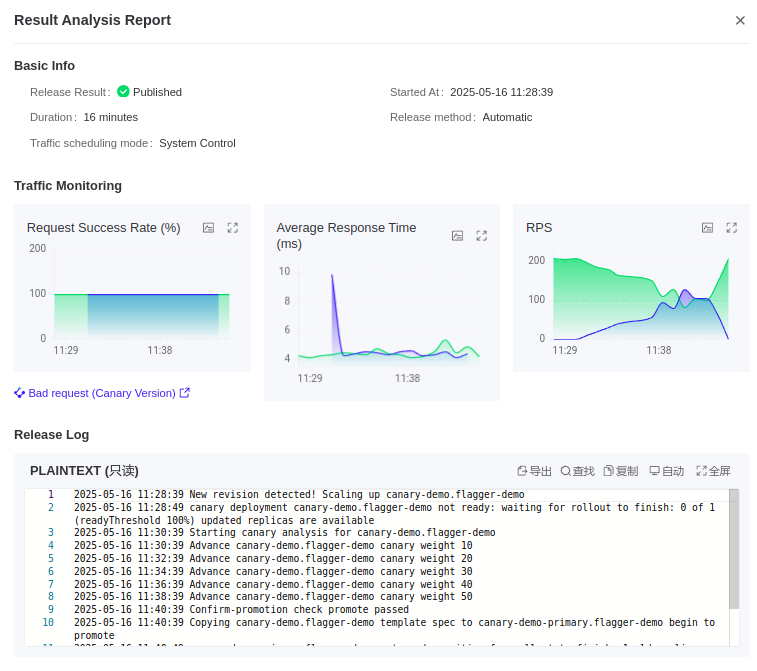 Result Analysis Report
Basic Info
Release Result: Published
Started At: 2025-05-16 11:28:39
Duration: 16 minutes
Release method: Automatic
Traffic scheduling mode: System Control
Traffic Monitoring
Request Success Rate (%)
200
100
0
11:29 11:38
Average Response Time
(ms)
10
8
6
4
11:29 11:38
RPS
200
100
0
11:29 11:38
Bad request (Canary Version)
Release Log
PLAINTEXT (只读)
导出 查找 复制 自动 全屏
1 2025-05-16 11:28:39 New revision detected! Scaling up canary-demo.flagger-demo
2 2025-05-16 11:28:49 canary deployment canary-demo.flagger-demo not ready: waiting for rollout to finish: 0 of 1
(readyThreshold 100%) updated replicas are available
3 2025-05-16 11:30:39 Starting canary analysis for canary-demo.flagger-demo
4 2025-05-16 11:30:39 Advance canary-demo.flagger-demo canary weight 10
5 2025-05-16 11:32:39 Advance canary-demo.flagger-demo canary weight 20
6 2025-05-16 11:34:39 Advance canary-demo.flagger-demo canary weight 30
7 2025-05-16 11:36:39 Advance canary-demo.flagger-demo canary weight 40
8 2025-05-16 11:38:39 Advance canary-demo.flagger-demo canary weight 50
9 2025-05-16 11:40:39 Confirm-promotion check promote passed
10 2025-05-16 11:40:39 Copying canary-demo.flagger-demo template spec to canary-demo-primary.flagger-demo begin to
promote